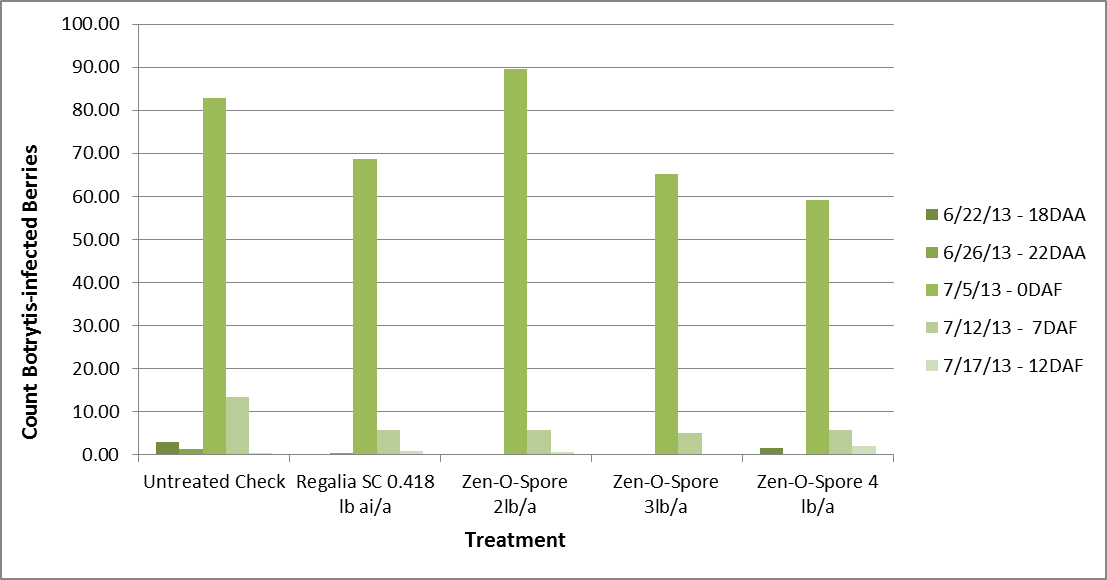 100.00
90.00
80.00
70.00
60.00
50.00
40.00
30.00
20.00
10.00
0.00
Count Botrytis-infected Berries
Untreated Check
Regalia SC 0.418
lb ai/a
Zen-O-Spore
2lb/a
Zen-O-Spore
3lb/a
Zen-O-Spore 4
lb/a
Treatment
6/22/13 - 18DAA
6/26/13 - 22DAA
7/5/13 - 0DAF
7/12/13 -  7DAF
7/17/13 - 12DAF